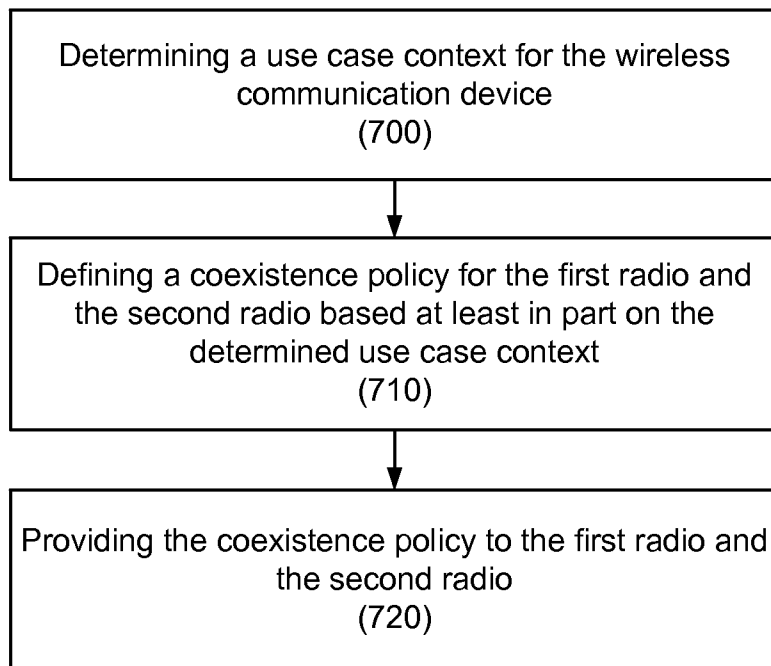 Determining a use case context for the wireless
communication device
(700)
Defining a coexistence policy for the first radio and
the second radio based at least in part on the
determined use case context
(710)
Providing the coexistence policy to the first radio and
the second radio
(720)